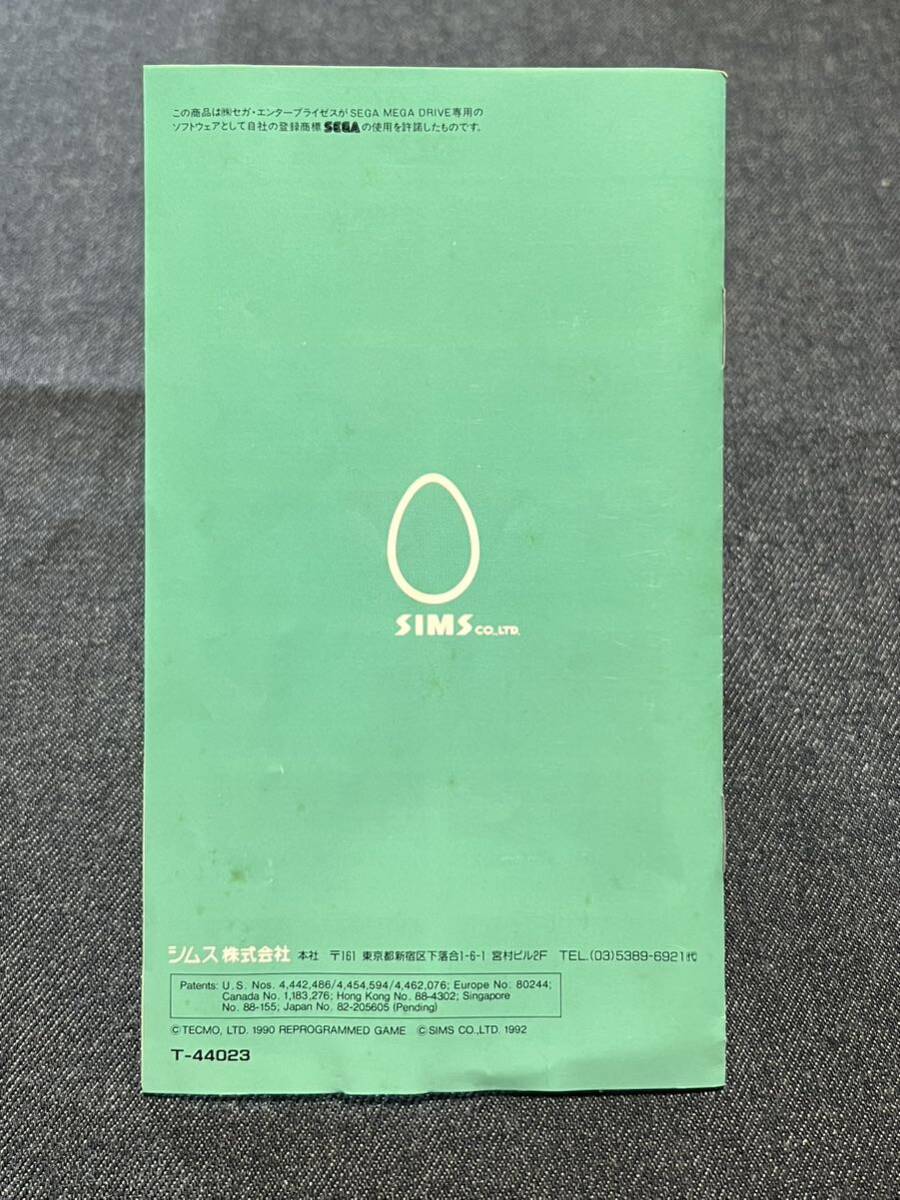 この商品は㈱セガ・エンタープライゼスがSEGA MEGA DRIVE専用の
ソフトウェアとして自社の登録商標SEGAの使用を許諾したものです。
SIMS CO.,LTD.
シムス株式会社 本社 〒161 東京都新宿区下落合1-6-1 宮村ビル2F TEL.(03)5389-6921㈹
Patents: U.S. Nos. 4,442,486/4,454,594/4,462,076; Europe No. 80244;
Canada No. 1,183,276; Hong Kong No. 88-4302; Singapore
No. 88-155; Japan No. 82-205605 (Pending)
©TECMO, LTD. 1990 REPROGRAMMED GAME ©SIMS CO.,LTD. 1992
T-44023